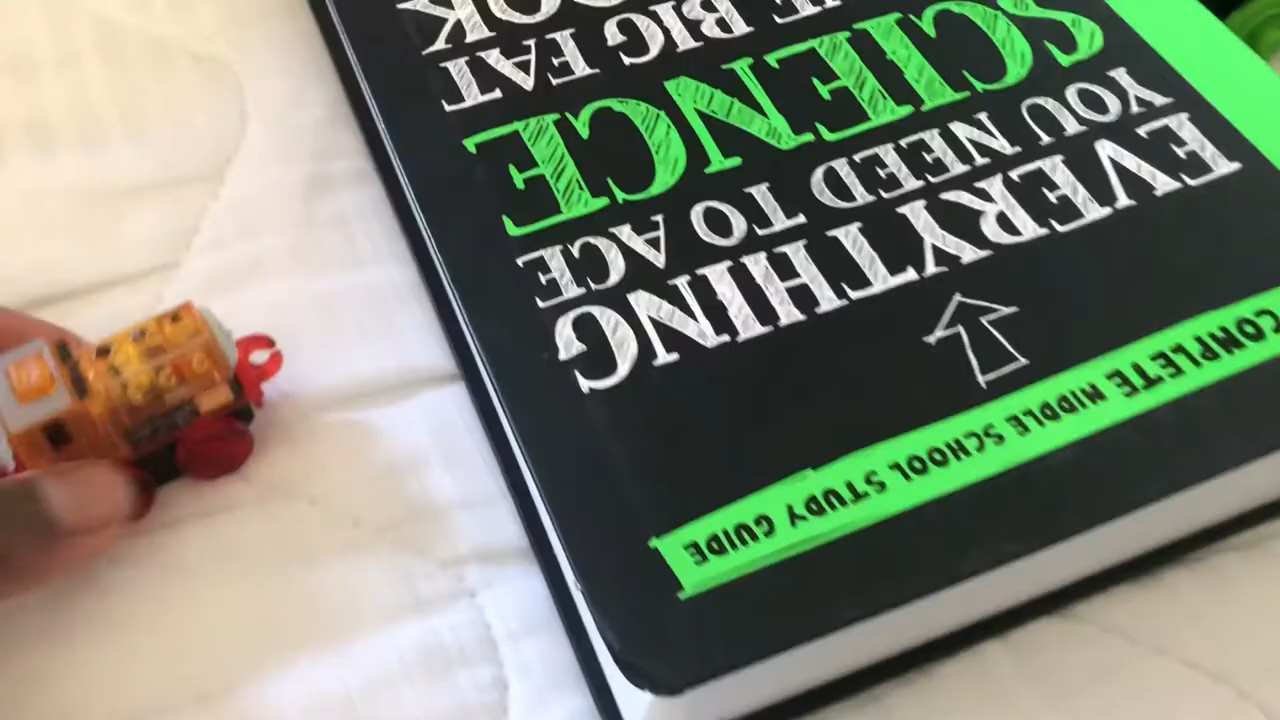 COMPLETE MIDDLE SCHOOL STUDY GUIDE
EVERYTHING
YOU NEED TO ACE
SCIENCE
BIG FAT